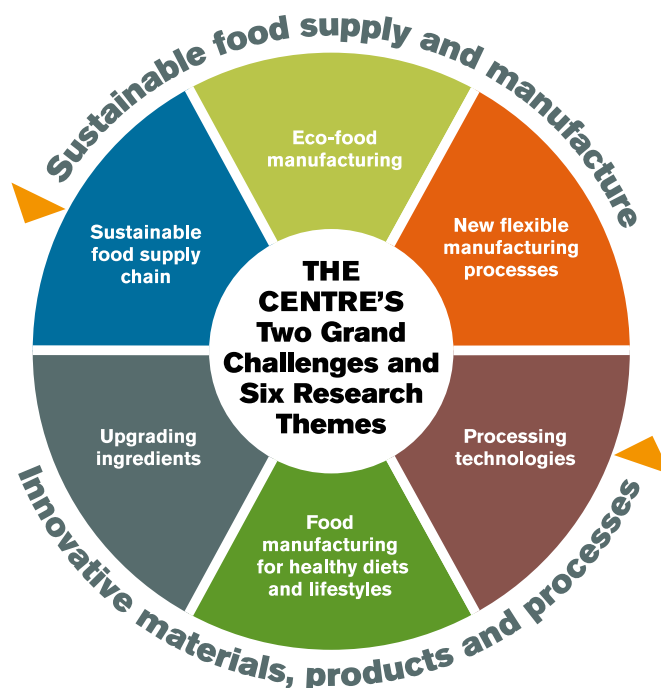 Sustainable food supply and manufacture
Eco-food
manufacturing
New flexible
manufacturing
processes
Sustainable
food supply
chain
THE
CENTRE’S
Two Grand
Challenges and
Six Research
Themes
Upgrading
ingredients
Processing
technologies
Food
manufacturing
for healthy diets
and lifestyles
Innovative materials, products and processes